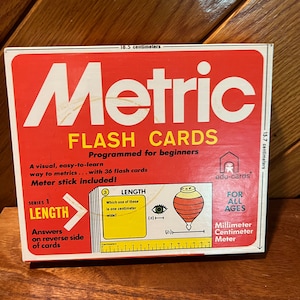 18.5 centimeters
Metric
FLASH CARDS
Programmed for beginners
A visual, easy-to-learn
way to metrics . . . with 36 flash cards
Meter stick included!
edu-cards
SERIES 1
LENGTH
Answers
on reverse side
of cards
LENGTH
Which one of these
is one centimeter
wide?
FOR
ALL
AGES
Millimeter
Centimeter
Meter